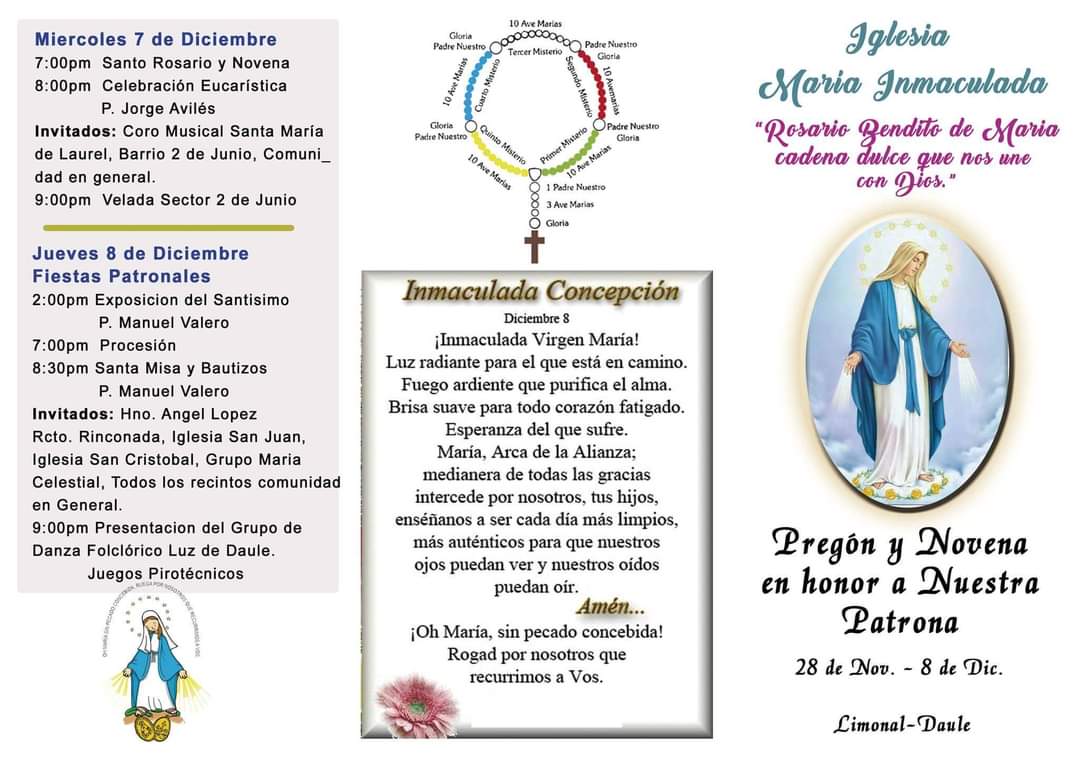 Miercoles 7 de Diciembre
7:00pm Santo Rosario y Novena
8:00pm Celebración Eucarística
P. Jorge Avilés
Invitados: Coro Musical Santa María
de Laurel, Barrio 2 de Junio, Comuni_
dad en general.
9:00pm Velada Sector 2 de Junio
Jueves 8 de Diciembre
Fiestas Patronales
2:00pm Exposicion del Santisimo
P. Manuel Valero
7:00pm Procesión
8:30pm Santa Misa y Bautizos
P. Manuel Valero
Invitados: Hno. Angel Lopez
Rcto. Rinconada, Iglesia San Juan,
Iglesia San Cristobal, Grupo Maria
Celestial, Todos los recintos comunidad
en General.
9:00pm Presentacion del Grupo de
Danza Folclórico Luz de Daule.
Juegos Pirotécnicos
OH MARÍA SIN PECADO CONCEBIDA, RUEGA POR NOSOTROS QUE RECURRIMOS A VOS
10 Ave Marias
Gloria
Padre Nuestro
Tercer Misterio
Padre Nuestro
Gloria
10 Ave Marias
Cuarto Misterio
Segundo Misterio
10 Avemarias
Gloria
Padre Nuestro
Padre Nuestro
Gloria
Quinto Misterio
10 Ave Marias
Primer Misterio
10 Ave Marias
1 Padre Nuestro
3 Ave Marias
Gloria
Inmaculada Concepción
Diciembre 8
¡Inmaculada Virgen María!
Luz radiante para el que está en camino.
Fuego ardiente que purifica el alma.
Brisa suave para todo corazón fatigado.
Esperanza del que sufre.
María, Arca de la Alianza;
medianera de todas las gracias
intercede por nosotros, tus hijos,
enséñanos a ser cada día más limpios,
más auténticos para que nuestros
ojos puedan ver y nuestros oídos
puedan oír.
Amén...
¡Oh María, sin pecado concebida!
Rogad por nosotros que
recurrimos a Vos.
Iglesia
Maria Inmaculada
"Rosario Bendito de Maria
cadena dulce que nos une
con Dios."
Pregón y Novena
en honor a Nuestra
Patrona
28 de Nov. - 8 de Dic.
Limonal-Daule